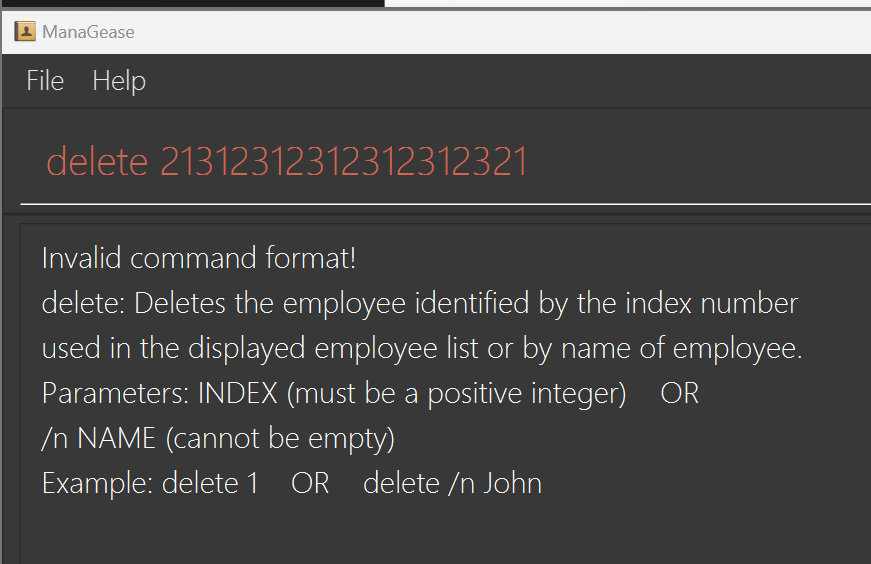 ManaGease
File Help
delete 21312312312312312321
Invalid command format!
delete: Deletes the employee identified by the index number
used in the displayed employee list or by name of employee.
Parameters: INDEX (must be a positive integer) OR
/n NAME (cannot be empty)
Example: delete 1 OR delete /n John